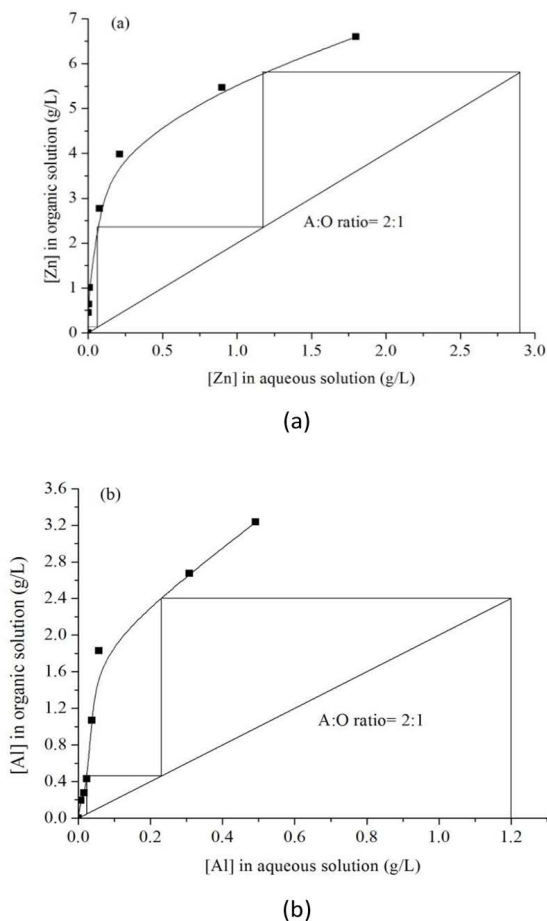 (a)
7
6
5
4
3
2
1
0
[Zn] in organic solution (g/L)
A:O ratio= 2:1
0.0 0.5 1.0 1.5 2.0 2.5 3.0
[Zn] in aqueous solution (g/L)
(a)
(b)
3.6
3.2
2.8
2.4
2.0
1.6
1.2
0.8
0.4
0.0
[Al] in organic solution (g/L)
A:O ratio= 2:1
0.0 0.2 0.4 0.6 0.8 1.0 1.2
[Al] in aqueous solution (g/L)
(b)